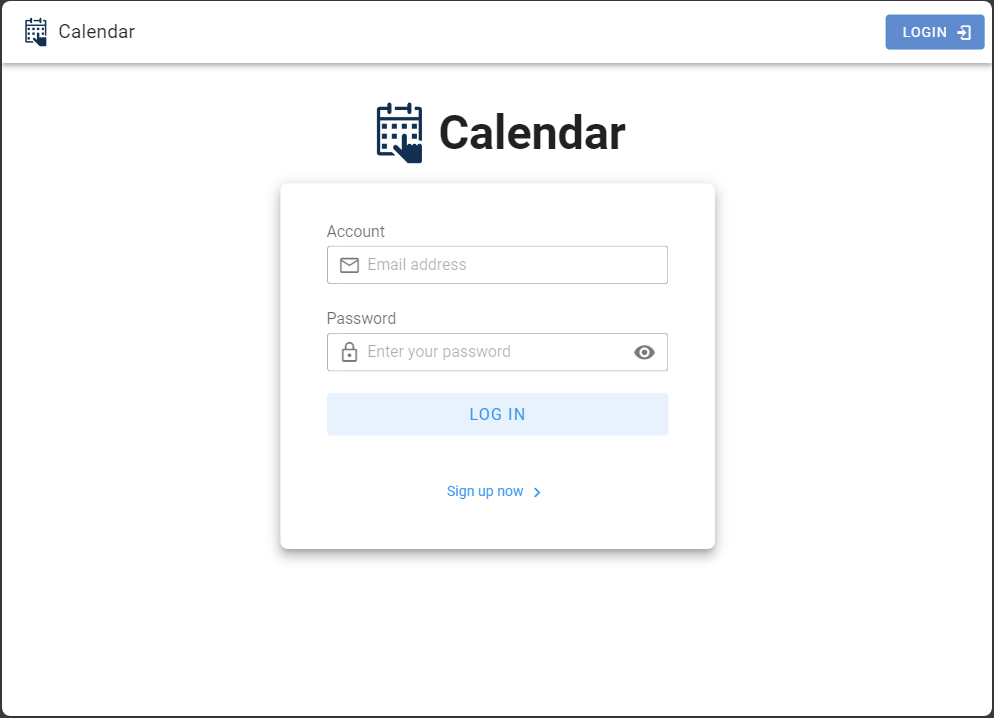 Calendar
LOGIN
Calendar
Account
Email address
Password
Enter your password
LOG IN
Sign up now